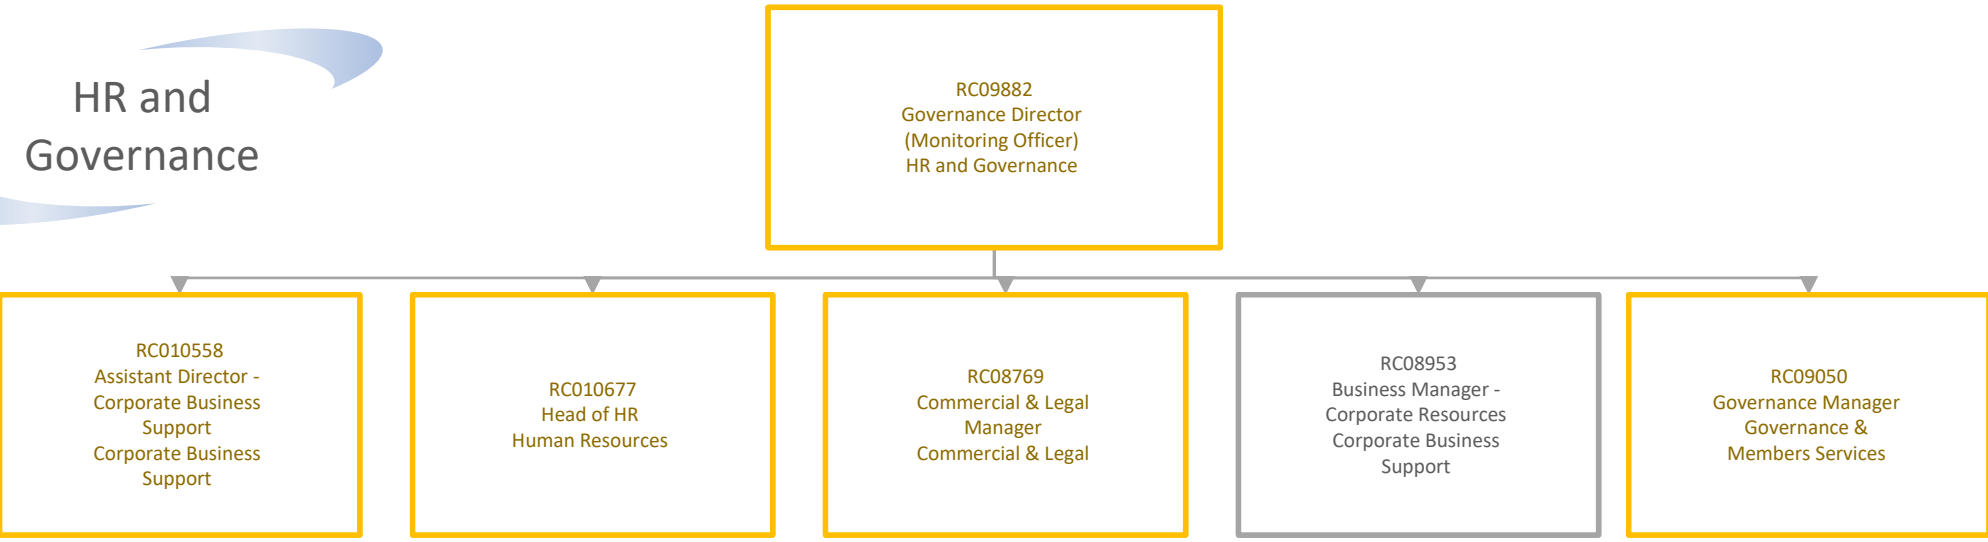 HR and
Governance
RC09882
Governance Director
(Monitoring Officer)
HR and Governance
RC010558
Assistant Director -
Corporate Business
Support
Corporate Business
Support
RC010677
Head of HR
Human Resources
RC08769
Commercial & Legal
Manager
Commercial & Legal
RC08953
Business Manager -
Corporate Resources
Corporate Business
Support
RC09050
Governance Manager
Governance &
Members Services